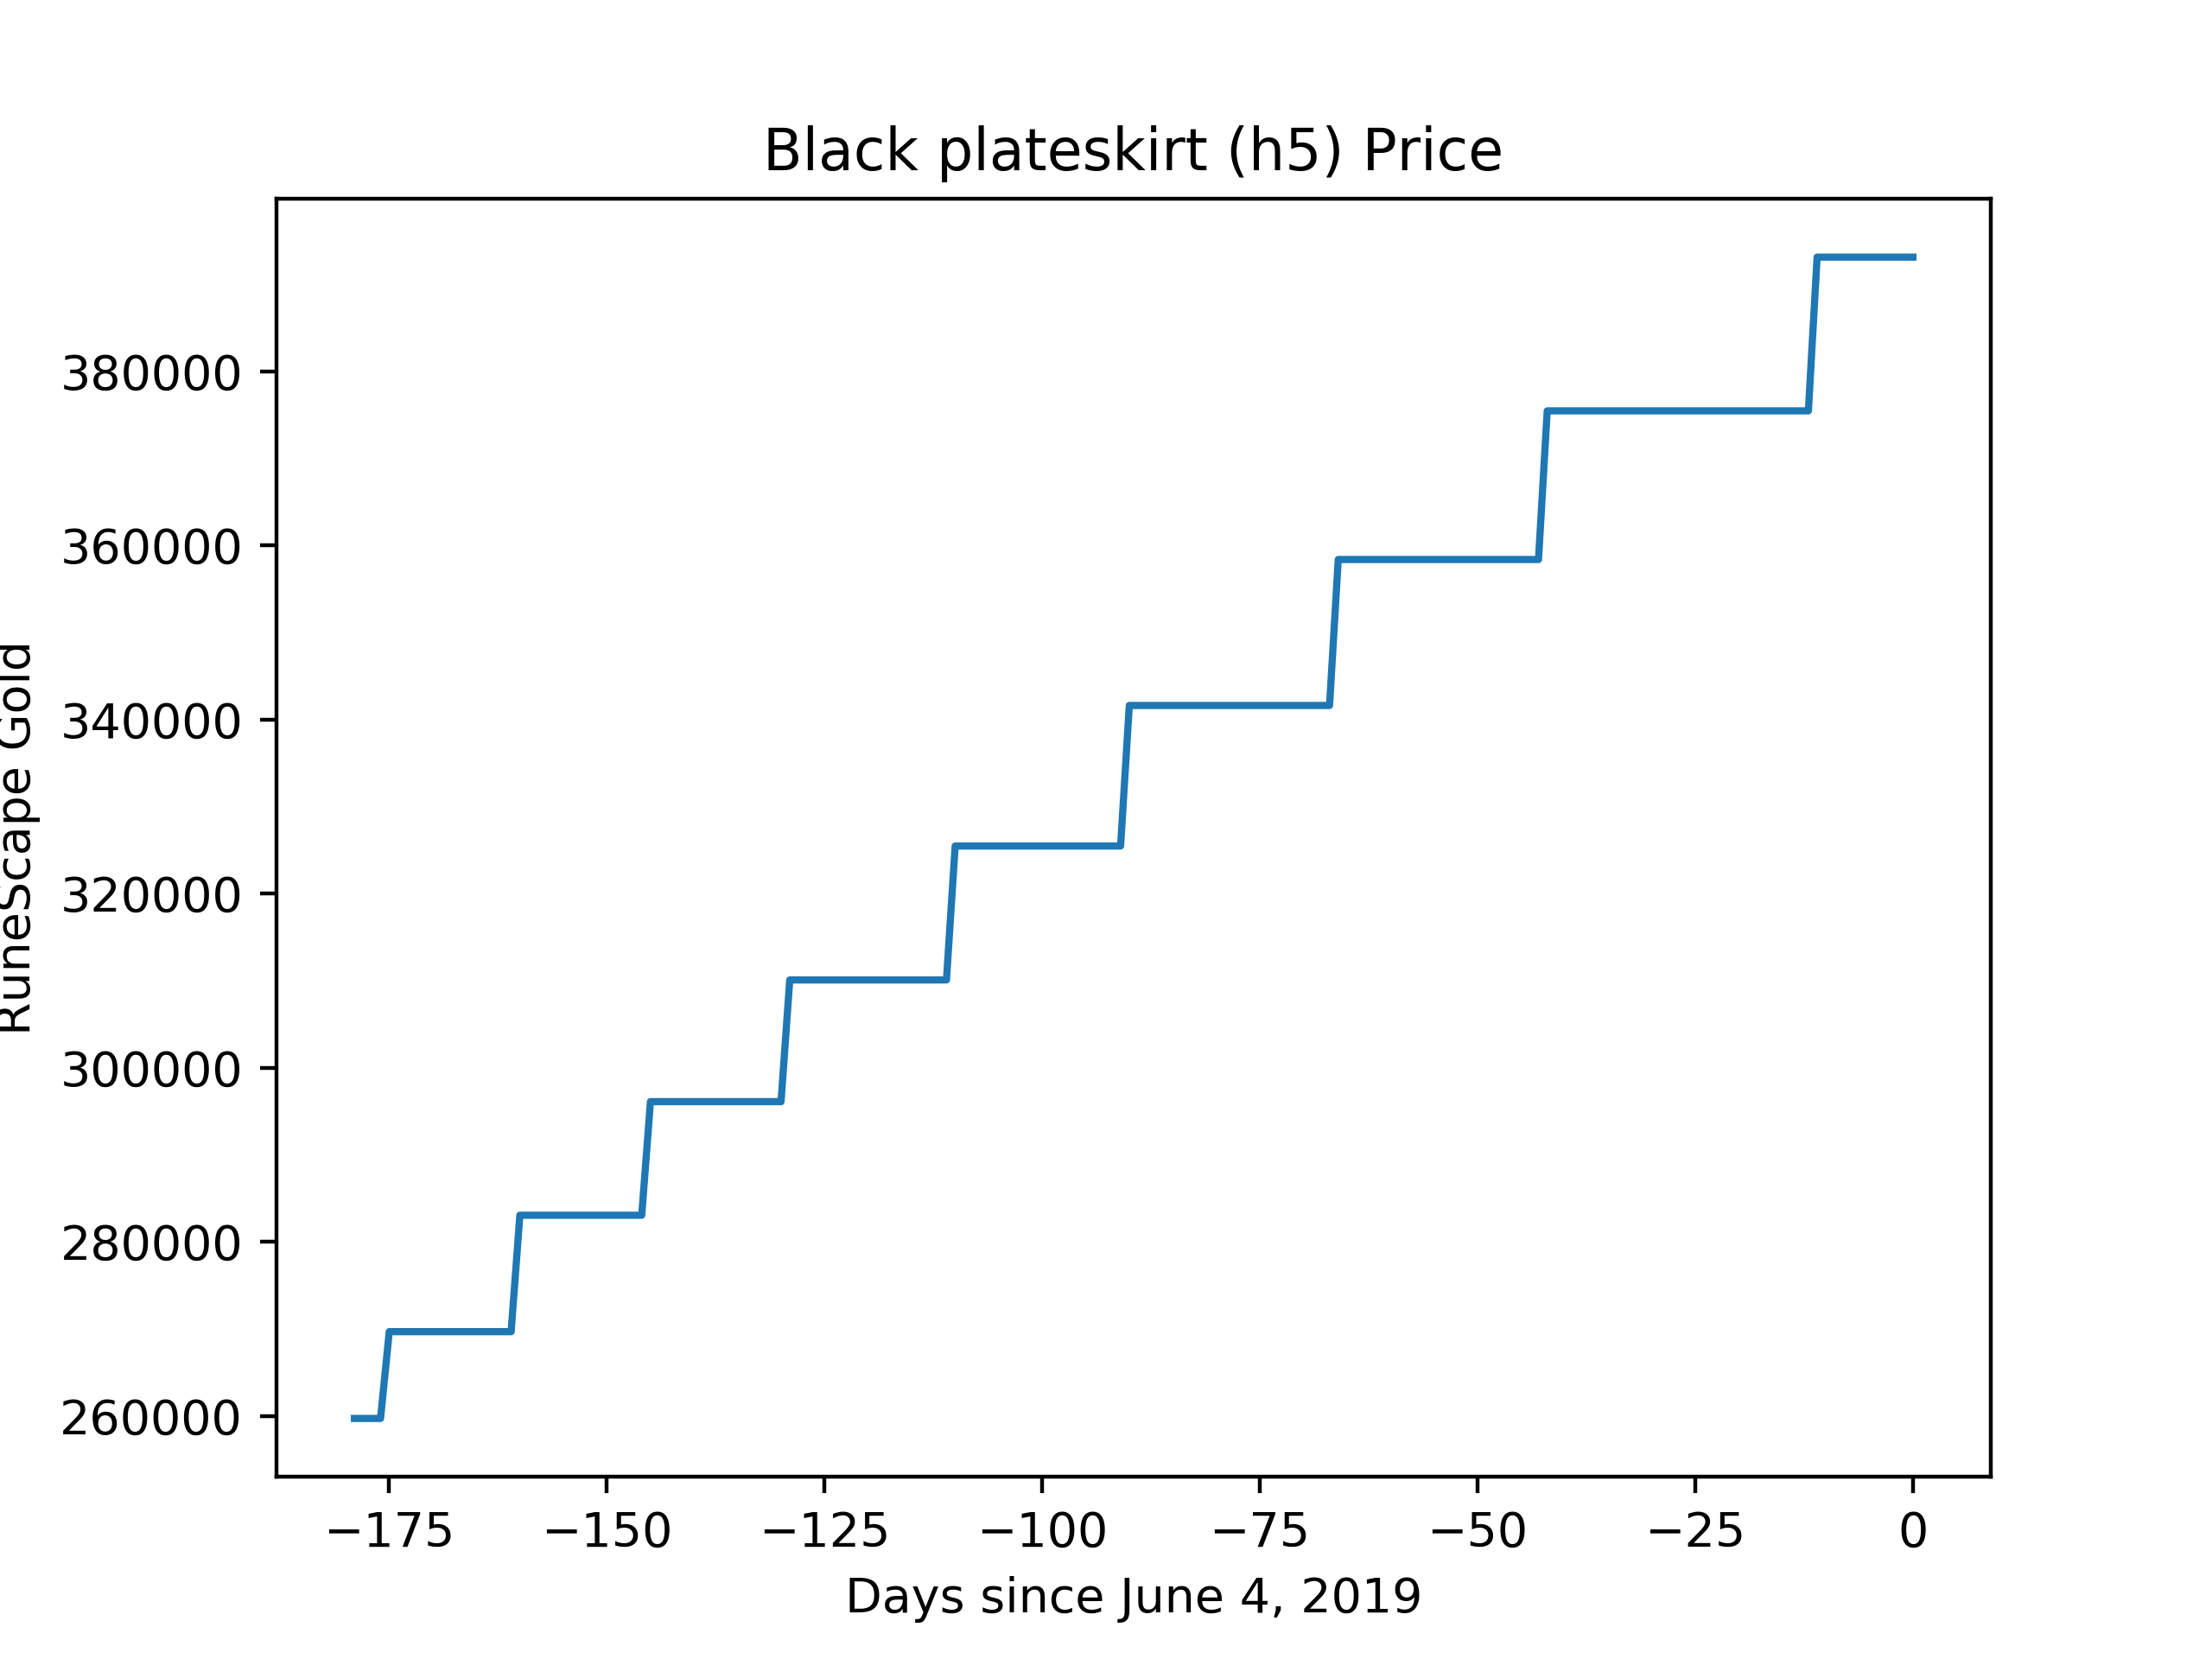 Black plateskirt (h5) Price
380000
360000
340000
320000
300000
280000
260000
RuneScape Gold
−175 −150 −125 −100 −75 −50 −25 0
Days since June 4, 2019